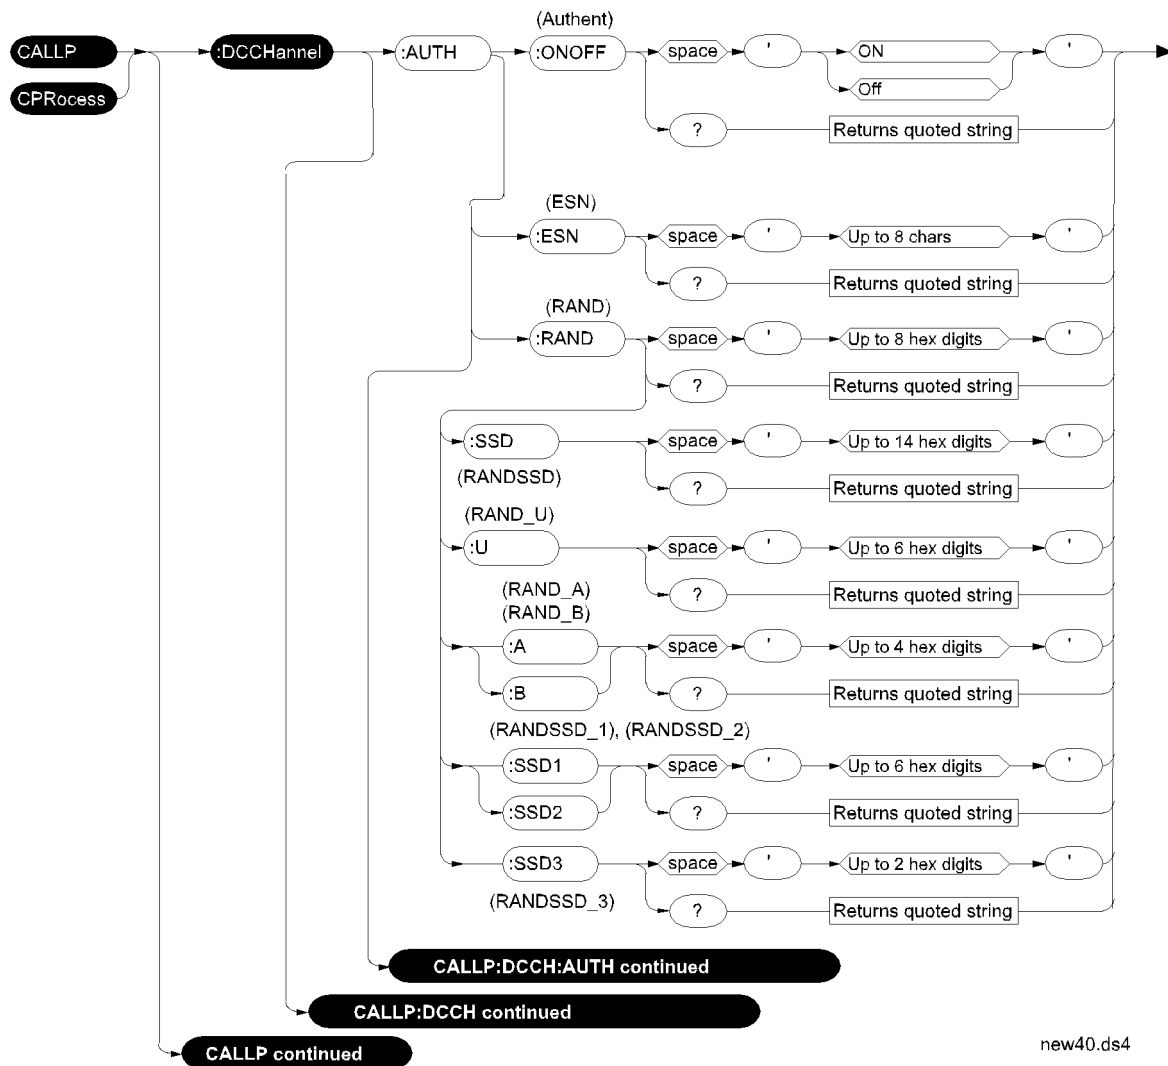 (Authent)
CALLP :DCCHannel :AUTH :ONOFF space ' ON '
CPRocess Off
? Returns quoted string
(ESN)
:ESN space ' Up to 8 chars '
? Returns quoted string
(RAND)
:RAND space ' Up to 8 hex digits '
? Returns quoted string
:SSD space ' Up to 14 hex digits '
(RANDSSD) ? Returns quoted string
(RAND_U)
:U space ' Up to 6 hex digits '
? Returns quoted string
(RAND_A)
(RAND_B)
:A space ' Up to 4 hex digits '
:B ? Returns quoted string
(RANDSSD_1), (RANDSSD_2)
:SSD1 space ' Up to 6 hex digits '
:SSD2 ? Returns quoted string
:SSD3 space ' Up to 2 hex digits '
(RANDSSD_3) ? Returns quoted string
CALLP:DCCH:AUTH continued
CALLP:DCCH continued
CALLP continued
new40.ds4